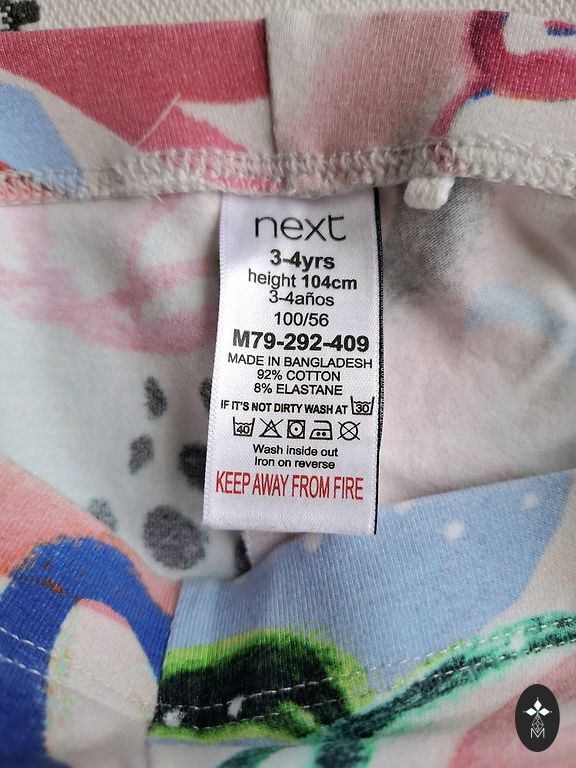 next
3-4yrs
height 104cm
3-4años
100/56
M79-292-409
MADE IN BANGLADESH
92% COTTON
8% ELASTANE
IF IT'S NOT DIRTY WASH AT 30
40
Wash inside out
Iron on reverse
KEEP AWAY FROM FIRE
M